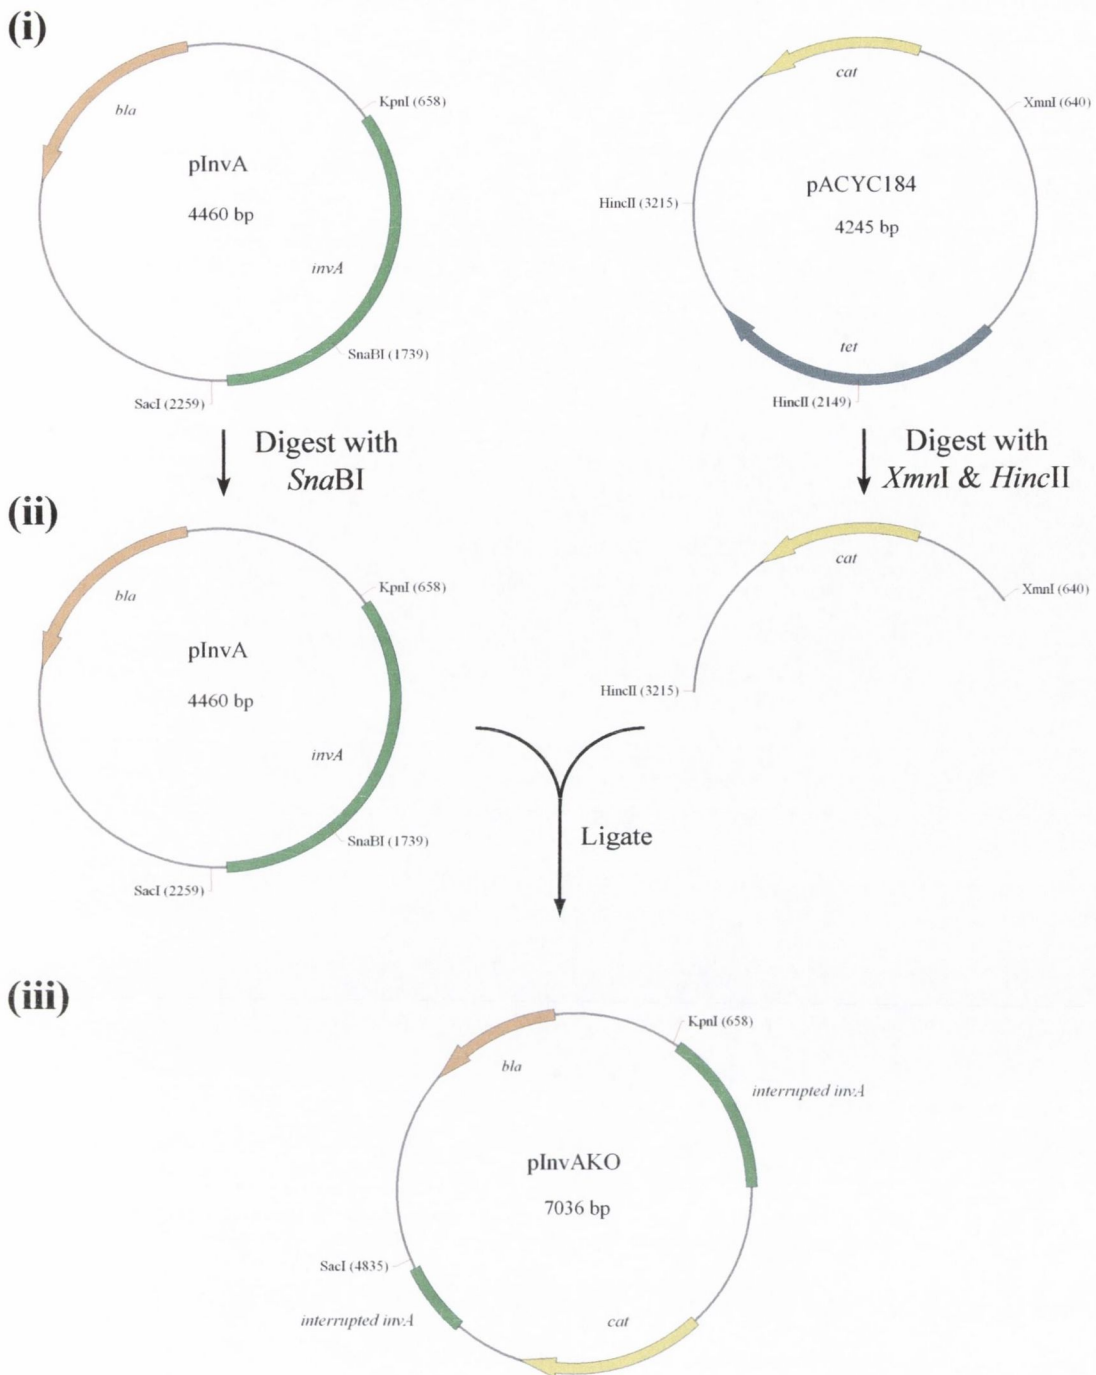 (i)
bla
KpnI (658)
pInvA
4460 bp
invA
SnaBI (1739)
SacI (2259)
cat
XmnI (640)
pACYC184
HincII (3215)
4245 bp
tet
HincII (2149)
Digest with
SnaBI
Digest with
XmnI & HincII
(ii)
bla
KpnI (658)
pInvA
4460 bp
invA
SnaBI (1739)
SacI (2259)
cat
XmnI (640)
HincII (3215)
Ligate
(iii)
KpnI (658)
bla
interrupted invA
pInvAKO
7036 bp
SacI (4835)
interrupted invA
cat